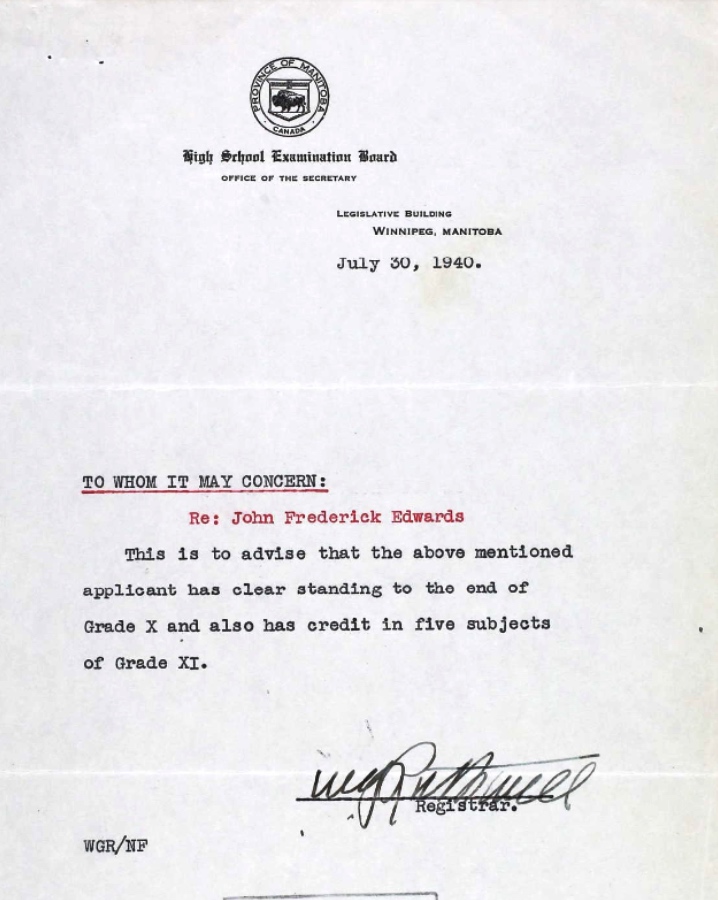 PROVINCE OF MANITOBA
CANADA
High School Examination Board
OFFICE OF THE SECRETARY
LEGISLATIVE BUILDING
WINNIPEG, MANITOBA
July 30, 1940.
TO WHOM IT MAY CONCERN:
Re: John Frederick Edwards
This is to advise that the above mentioned
applicant has clear standing to the end of
Grade X and also has credit in five subjects
of Grade XI.
Registrar.
WGR/NF